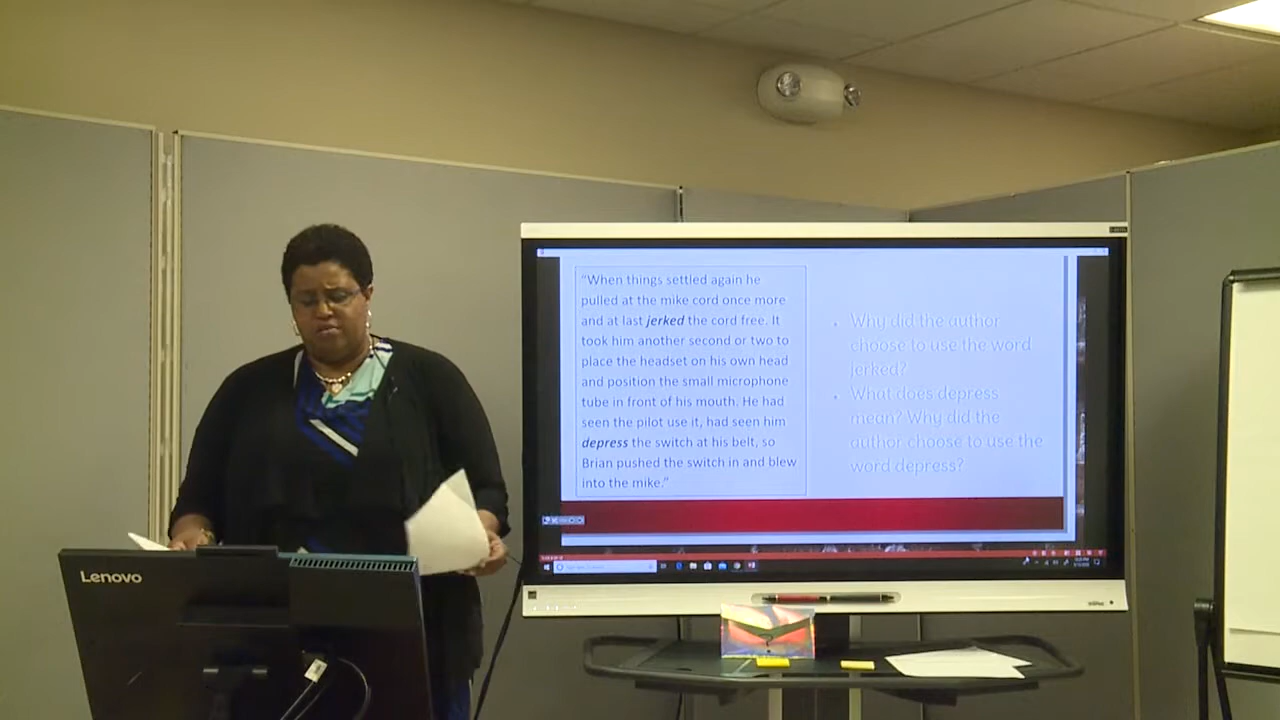 "When things settled again he
pulled at the mike cord once more
and at last jerked the cord free. It
took him another second or two to
place the headset on his own head
and position the small microphone
tube in front of his mouth. He had
seen the pilot use it, had seen him
depress the switch at his belt, so
Brian pushed the switch in and blew
into the mike."
• Why did the author
choose to use the word
jerked?
• What does depress
mean? Why did the
author choose to use the
word depress?
Lenovo